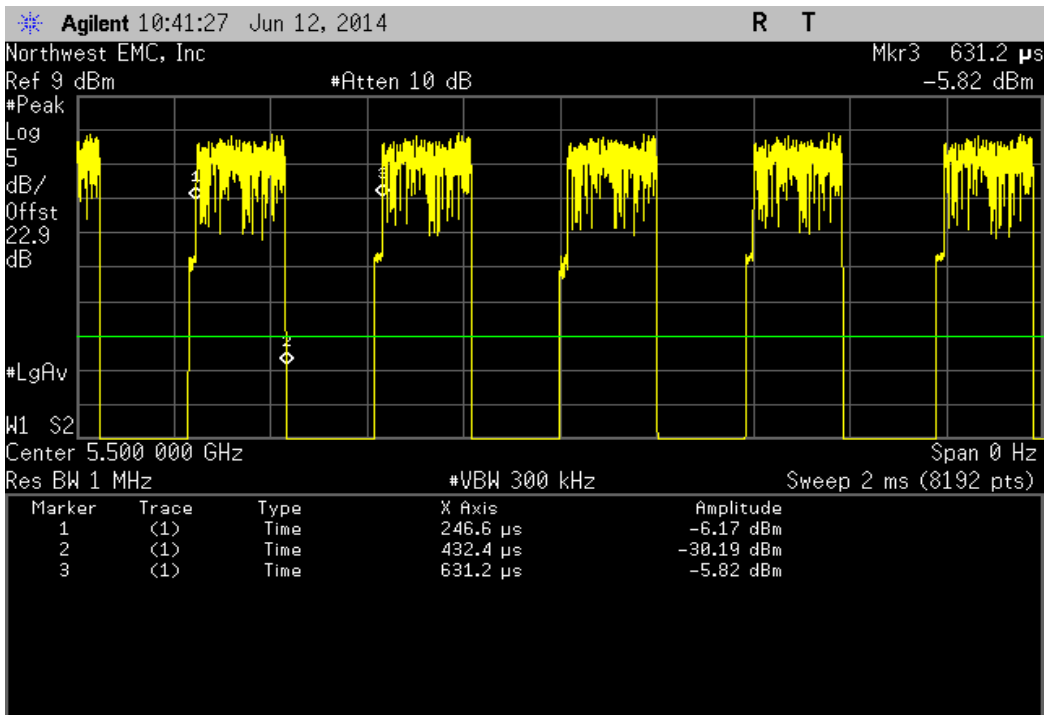 Agilent 10:41:27 Jun 12, 2014 R T
Northwest EMC, Inc Mkr3 631.2 µs
Ref 9 dBm #Atten 10 dB -5.82 dBm
#Peak
Log
5
dB/
Offst
22.9
dB
1
3
2
#LgAv
W1 S2
Center 5.500 000 GHz Span 0 Hz
Res BW 1 MHz #VBW 300 kHz Sweep 2 ms (8192 pts)
Marker Trace Type X Axis Amplitude
1 (1) Time 246.6 µs -6.17 dBm
2 (1) Time 432.4 µs -30.19 dBm
3 (1) Time 631.2 µs -5.82 dBm